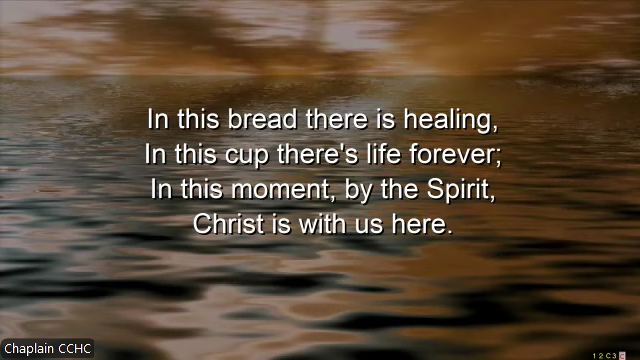 In this bread there is healing,
In this cup there's life forever;
In this moment, by the Spirit,
Christ is with us here.
Chaplain CCHC
1 2 C 3 C